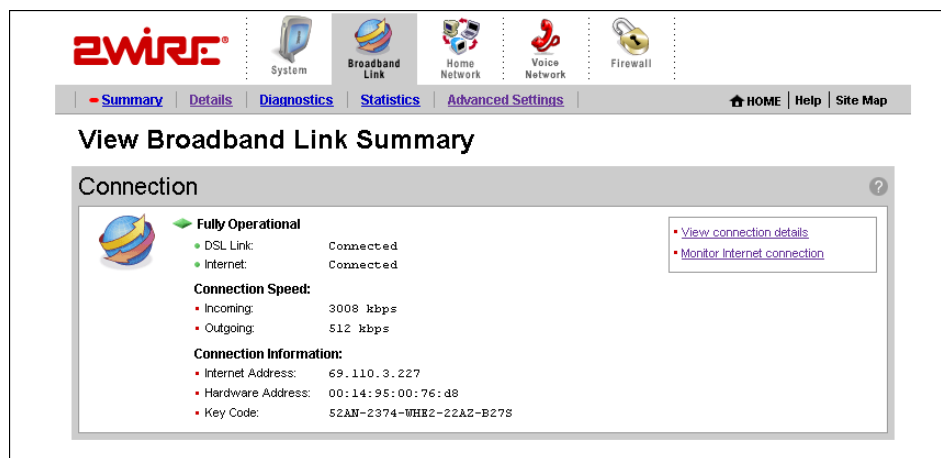 2WIRE®
System
Broadband Link
Home Network
Voice Network
Firewall
Summary Details Diagnostics Statistics Advanced Settings HOME Help Site Map
View Broadband Link Summary
Connection ?
Fully Operational
DSL Link: Connected
Internet: Connected
Connection Speed:
Incoming: 3008 kbps
Outgoing: 512 kbps
Connection Information:
Internet Address: 69.110.3.227
Hardware Address: 00:14:95:00:76:d8
Key Code: 52AN-2374-WHE2-22AZ-B27S
View connection details
Monitor Internet connection